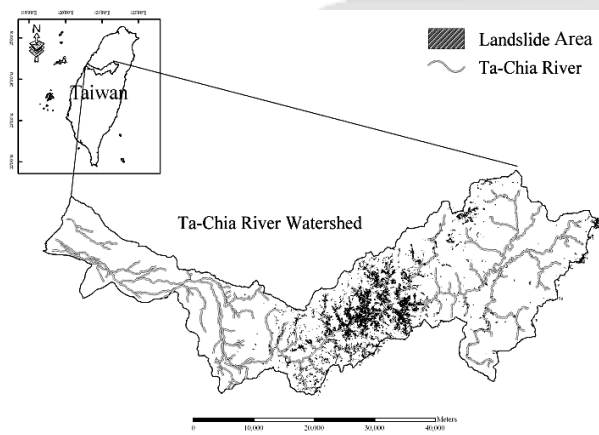 N
Taiwan
Landslide Area
Ta-Chia River
Ta-Chia River Watershed
Meters
0 10,000 20,000 30,000 40,000